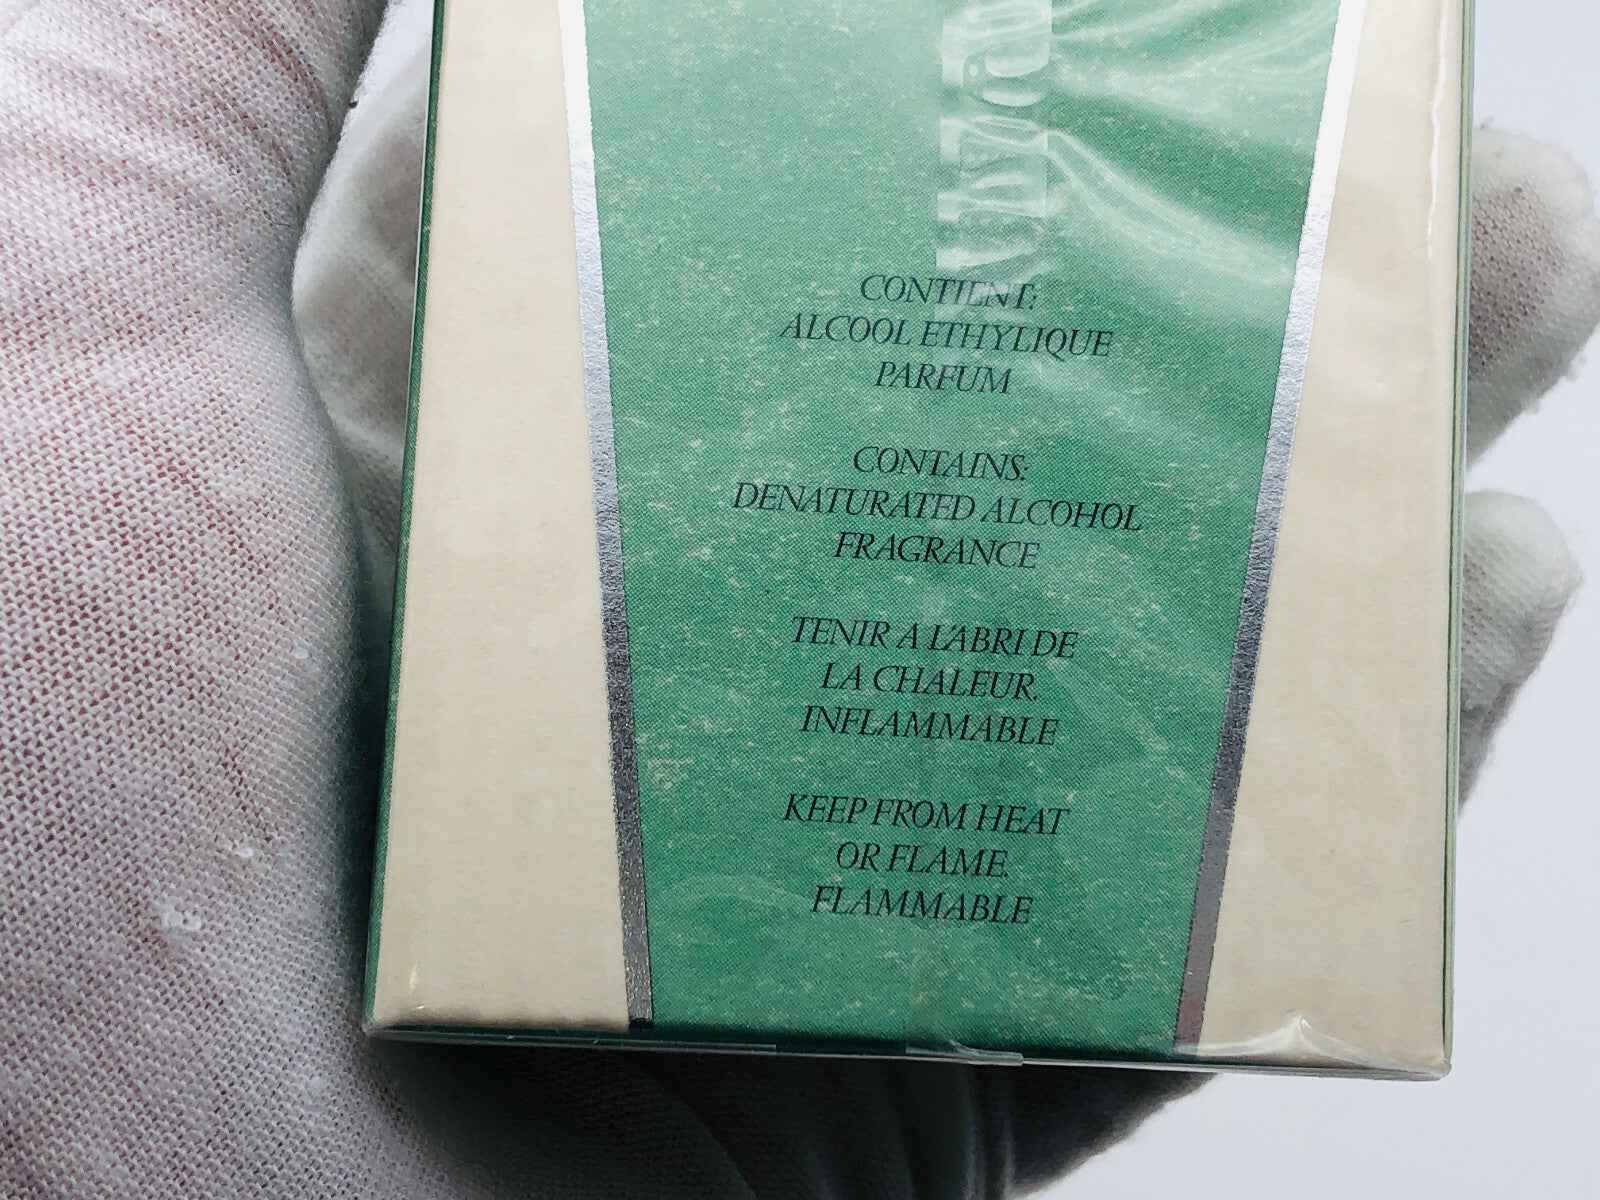 CONTIENT:
ALCOOL ETHYLIQUE
PARFUM
CONTAINS:
DENATURATED ALCOHOL
FRAGRANCE
TENIR A L'ABRI DE
LA CHALEUR.
INFLAMMABLE
KEEP FROM HEAT
OR FLAME.
FLAMMABLE